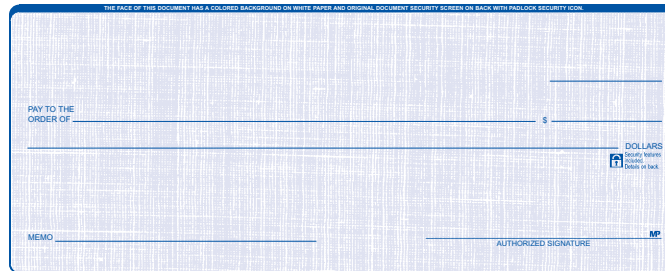 THE FACE OF THIS DOCUMENT HAS A COLORED BACKGROUND ON WHITE PAPER AND ORIGINAL DOCUMENT SECURITY SCREEN ON BACK WITH PADLOCK SECURITY ICON.
PAY TO THE
ORDER OF
$
DOLLARS
Security features
included.
Details on back.
MEMO
MP
AUTHORIZED SIGNATURE